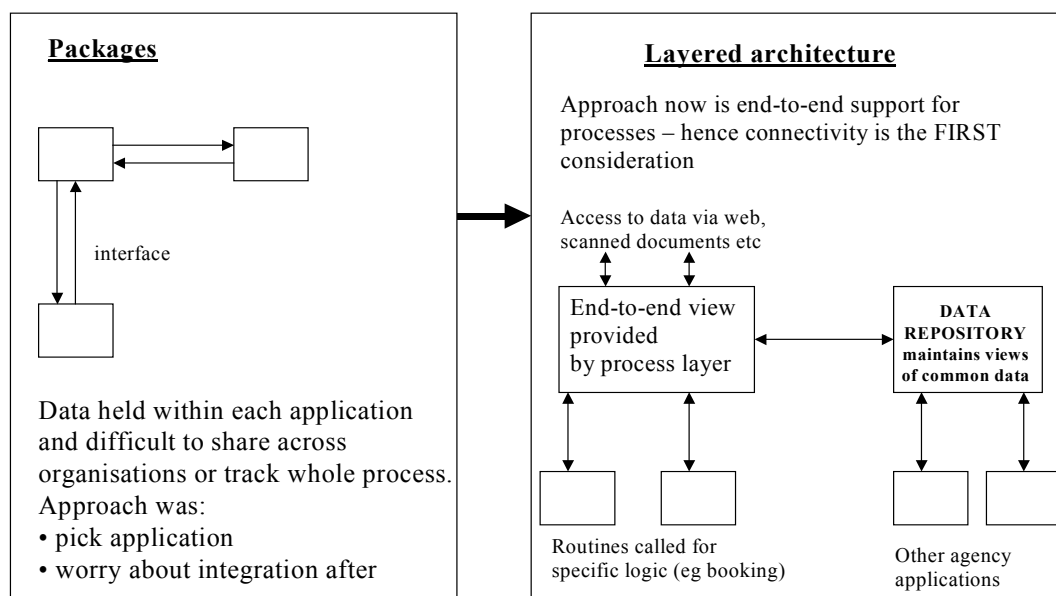 Packages
interface
Data held within each application
and difficult to share across
organisations or track whole process.
Approach was:
• pick application
• worry about integration after
Layered architecture
Approach now is end-to-end support for
processes – hence connectivity is the FIRST
consideration
Access to data via web,
scanned documents etc
End-to-end view
provided
by process layer
DATA
REPOSITORY
maintains views
of common data
Routines called for
specific logic (eg booking)
Other agency
applications